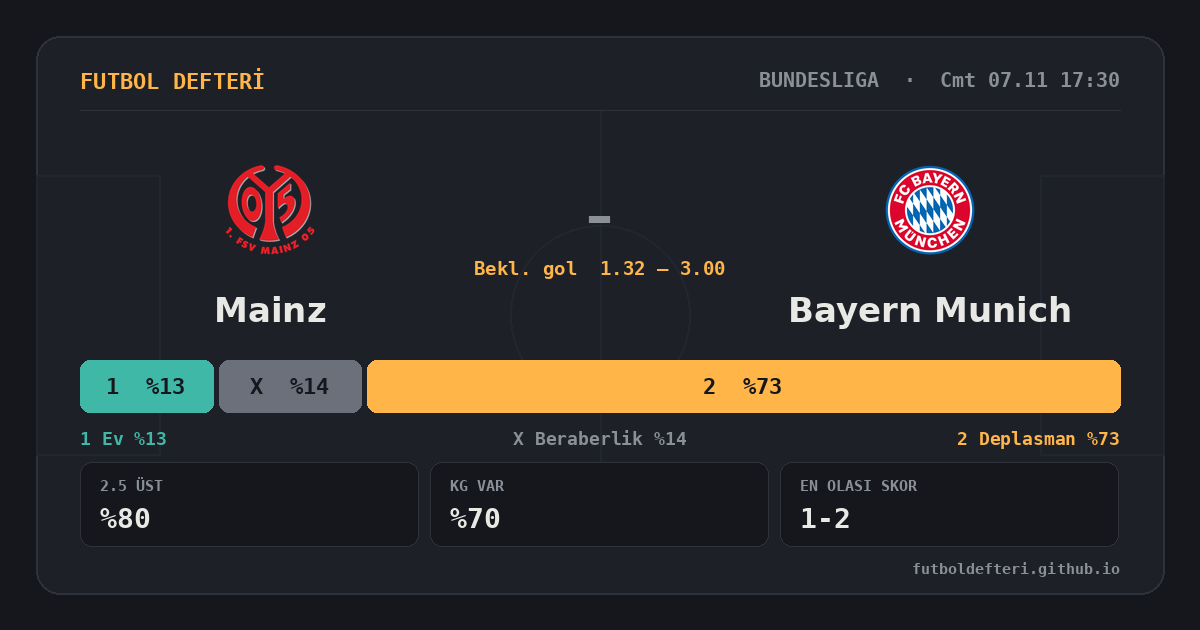 FUTBOL DEFTERİ
BUNDESLIGA · Cmt 07.11 17:30
05
1. FSV MAINZ 05
FC BAYERN
MÜNCHEN
–
Bekl. gol 1.32 – 3.00
Mainz
Bayern Munich
1 %13
X %14
2 %73
1 Ev %13
X Beraberlik %14
2 Deplasman %73
2.5 ÜST
KG VAR
EN OLASI SKOR
%80
%70
1-2
futboldefteri.github.io